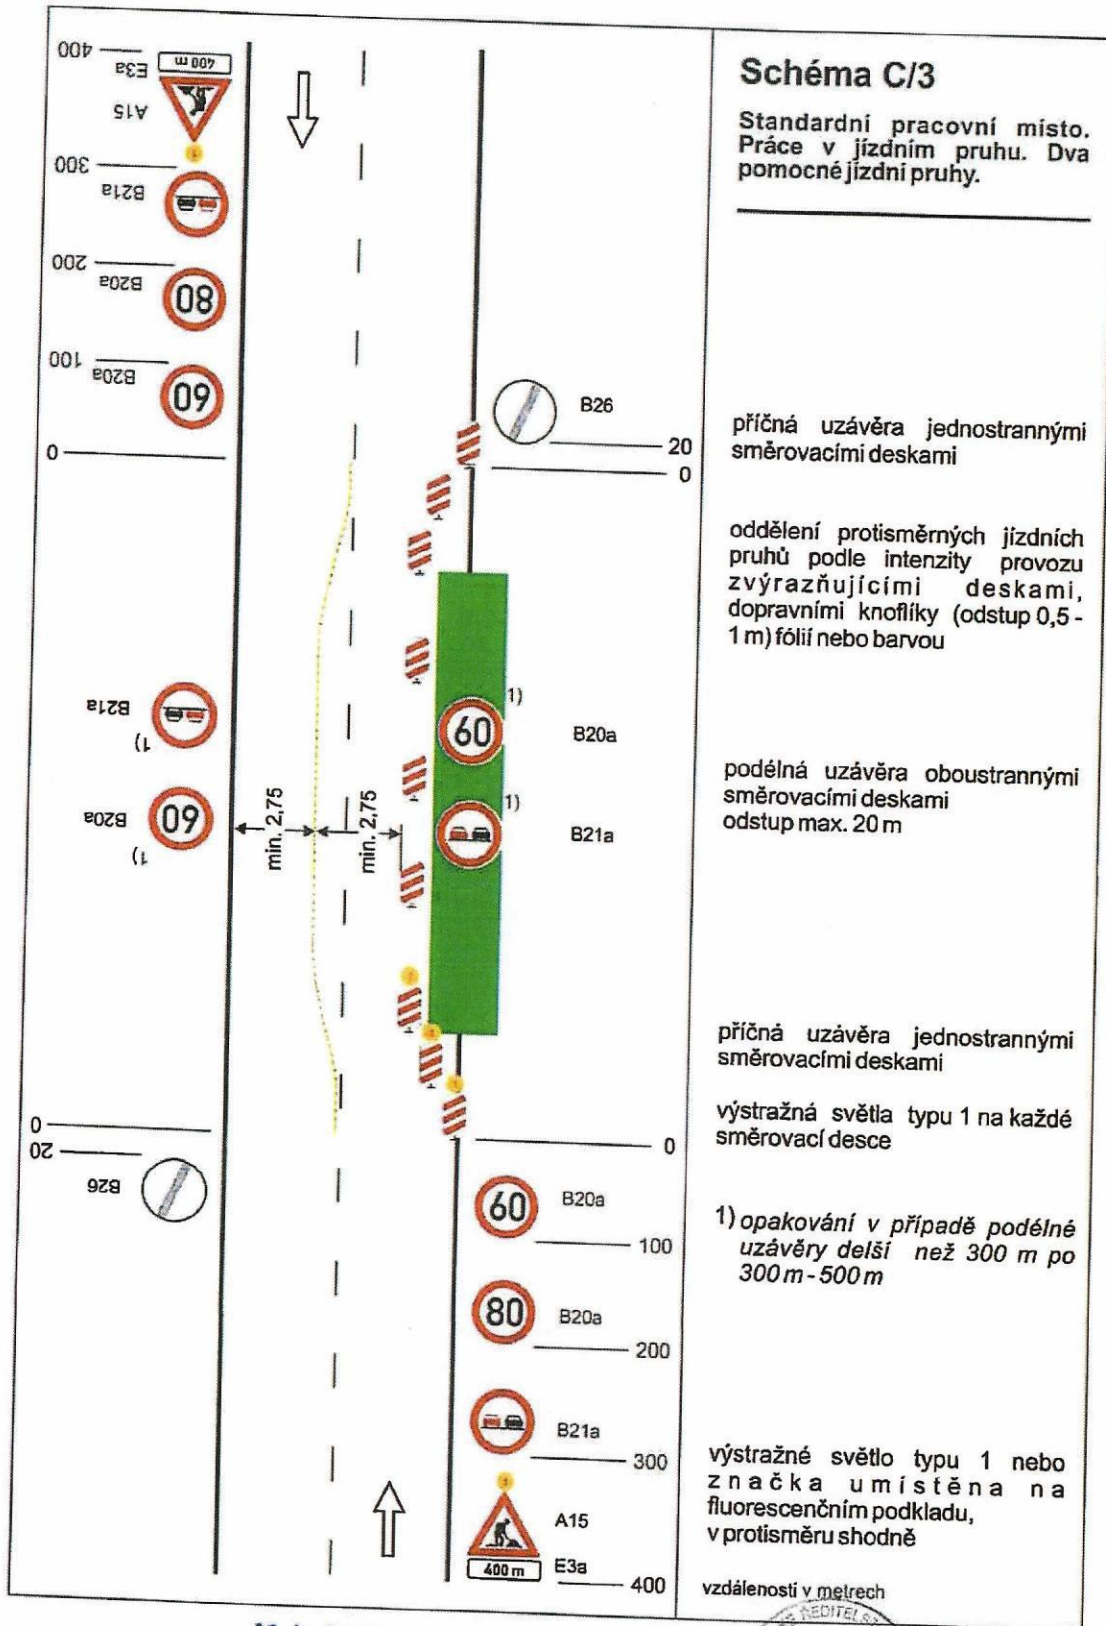 Schéma C/3
Standardní pracovní místo.
Práce v jízdním pruhu. Dva
pomocné jízdní pruhy.
400
E3a
400 m
A15
300
B21a
200
B20a
80
100
B20a
60
0
B26
20
0
příčná uzávěra jednostrannými
směrovacími deskami
oddělení protisměrných jízdních
pruhů podle intenzity provozu
zvýrazňujícími deskami,
dopravními knoflíky (odstup 0,5 -
1 m) fólií nebo barvou
B21a
1)
1)
60
B20a
B20a
60
1)
min. 2,75
min. 2,75
1)
B21a
podélná uzávěra oboustrannými
směrovacími deskami
odstup max. 20 m
příčná uzávěra jednostrannými
směrovacími deskami
výstražná světla typu 1 na každé
směrovací desce
0
20
B26
0
60
B20a
100
1) opakování v případě podélné
uzávěry delší než 300 m po
300 m - 500 m
80
B20a
200
B21a
300
A15
400 m
E3a
400
výstražné světlo typu 1 nebo
značka umístěna na
fluorescenčním podkladu,
v protisměru shodně
vzdálenosti v metrech